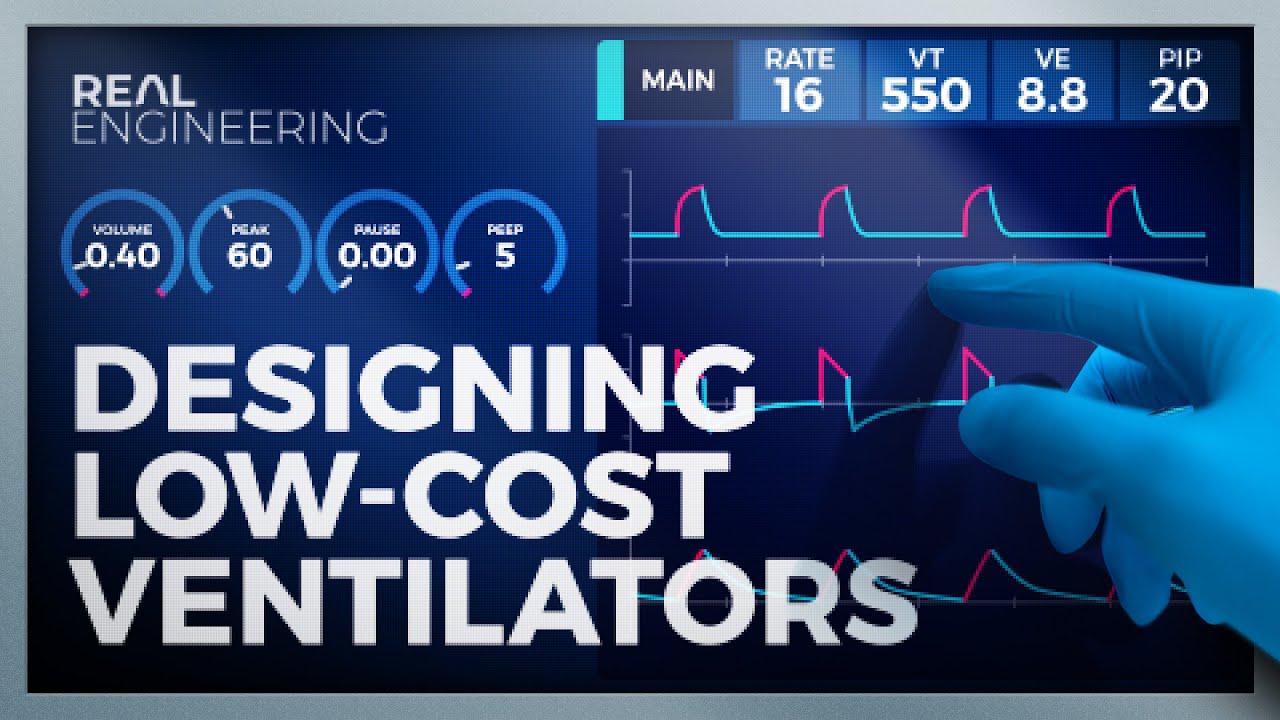 REAL
ENGINEERING
MAIN
RATE
16
VT
550
VE
8.8
PIP
20
VOLUME
0.40
PEAK
60
PAUSE
0.00
PEEP
5
DESIGNING
LOW-COST
VENTILATORS